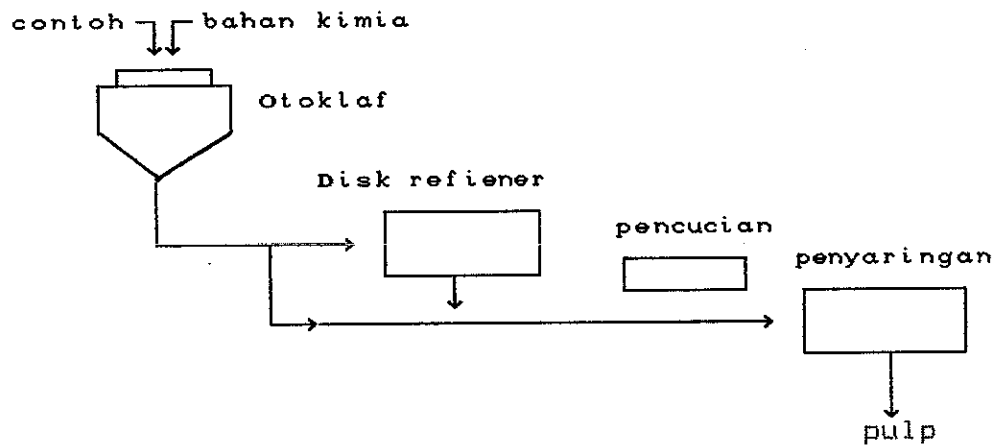 contoh bahan kimia
Otoklaf
Disk refiener
pencucian
penyaringan
pulp